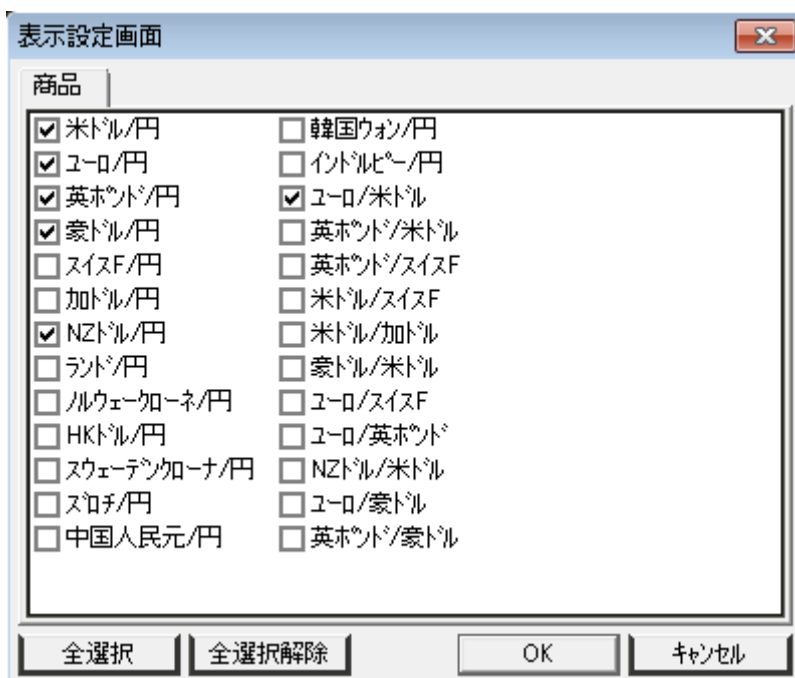 表示設定画面
商品
米ﾄﾞﾙ/円
ﾕｰﾛ/円
英ﾎﾟﾝﾄﾞ/円
豪ﾄﾞﾙ/円
ｽｲｽF/円
加ﾄﾞﾙ/円
NZﾄﾞﾙ/円
ﾗﾝﾄﾞ/円
ﾉﾙｳｪｰｸﾛｰﾈ/円
HKﾄﾞﾙ/円
ｽｳｪｰﾃﾞﾝｸﾛｰﾅ/円
ｽﾞﾛﾁ/円
中国人民元/円
韓国ｳｫﾝ/円
ｲﾝﾄﾞﾙﾋﾟｰ/円
ﾕｰﾛ/米ﾄﾞﾙ
英ﾎﾟﾝﾄﾞ/米ﾄﾞﾙ
英ﾎﾟﾝﾄﾞ/ｽｲｽF
米ﾄﾞﾙ/ｽｲｽF
米ﾄﾞﾙ/加ﾄﾞﾙ
豪ﾄﾞﾙ/米ﾄﾞﾙ
ﾕｰﾛ/ｽｲｽF
ﾕｰﾛ/英ﾎﾟﾝﾄﾞ
NZﾄﾞﾙ/米ﾄﾞﾙ
ﾕｰﾛ/豪ﾄﾞﾙ
英ﾎﾟﾝﾄﾞ/豪ﾄﾞﾙ
全選択 全選択解除 OK ｷｬﾝｾﾙ